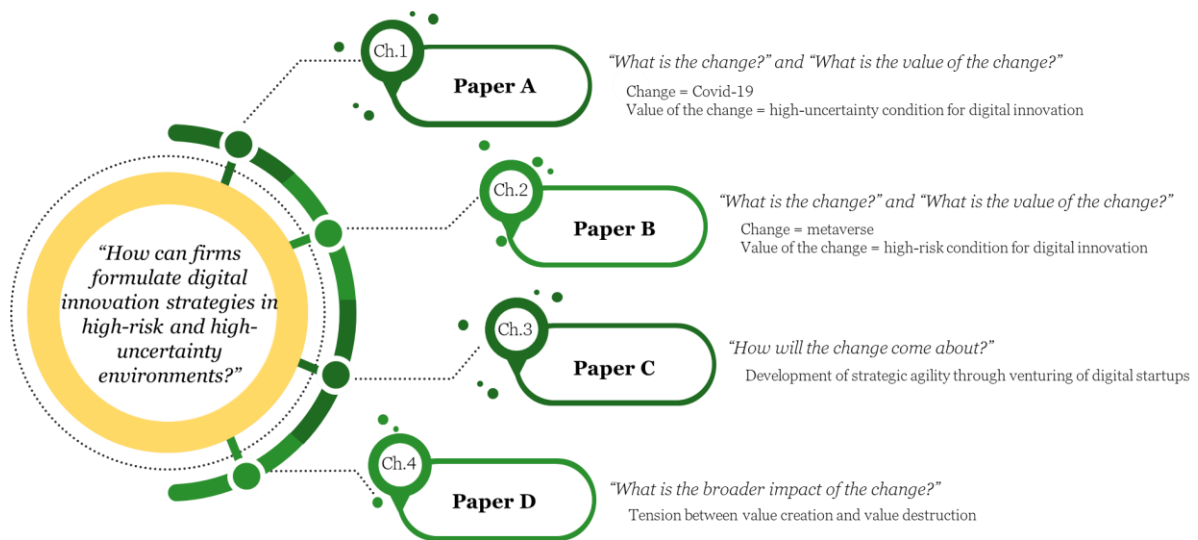 “How can firms
formulate digital
innovation strategies in
high-risk and high-
uncertainty
environments?”
Ch.1
Paper A
“What is the change?” and “What is the value of the change?”
Change = Covid-19
Value of the change = high-uncertainty condition for digital innovation
Ch.2
Paper B
“What is the change?” and “What is the value of the change?”
Change = metaverse
Value of the change = high-risk condition for digital innovation
Ch.3
Paper C
“How will the change come about?”
Development of strategic agility through venturing of digital startups
Ch.4
Paper D
“What is the broader impact of the change?”
Tension between value creation and value destruction